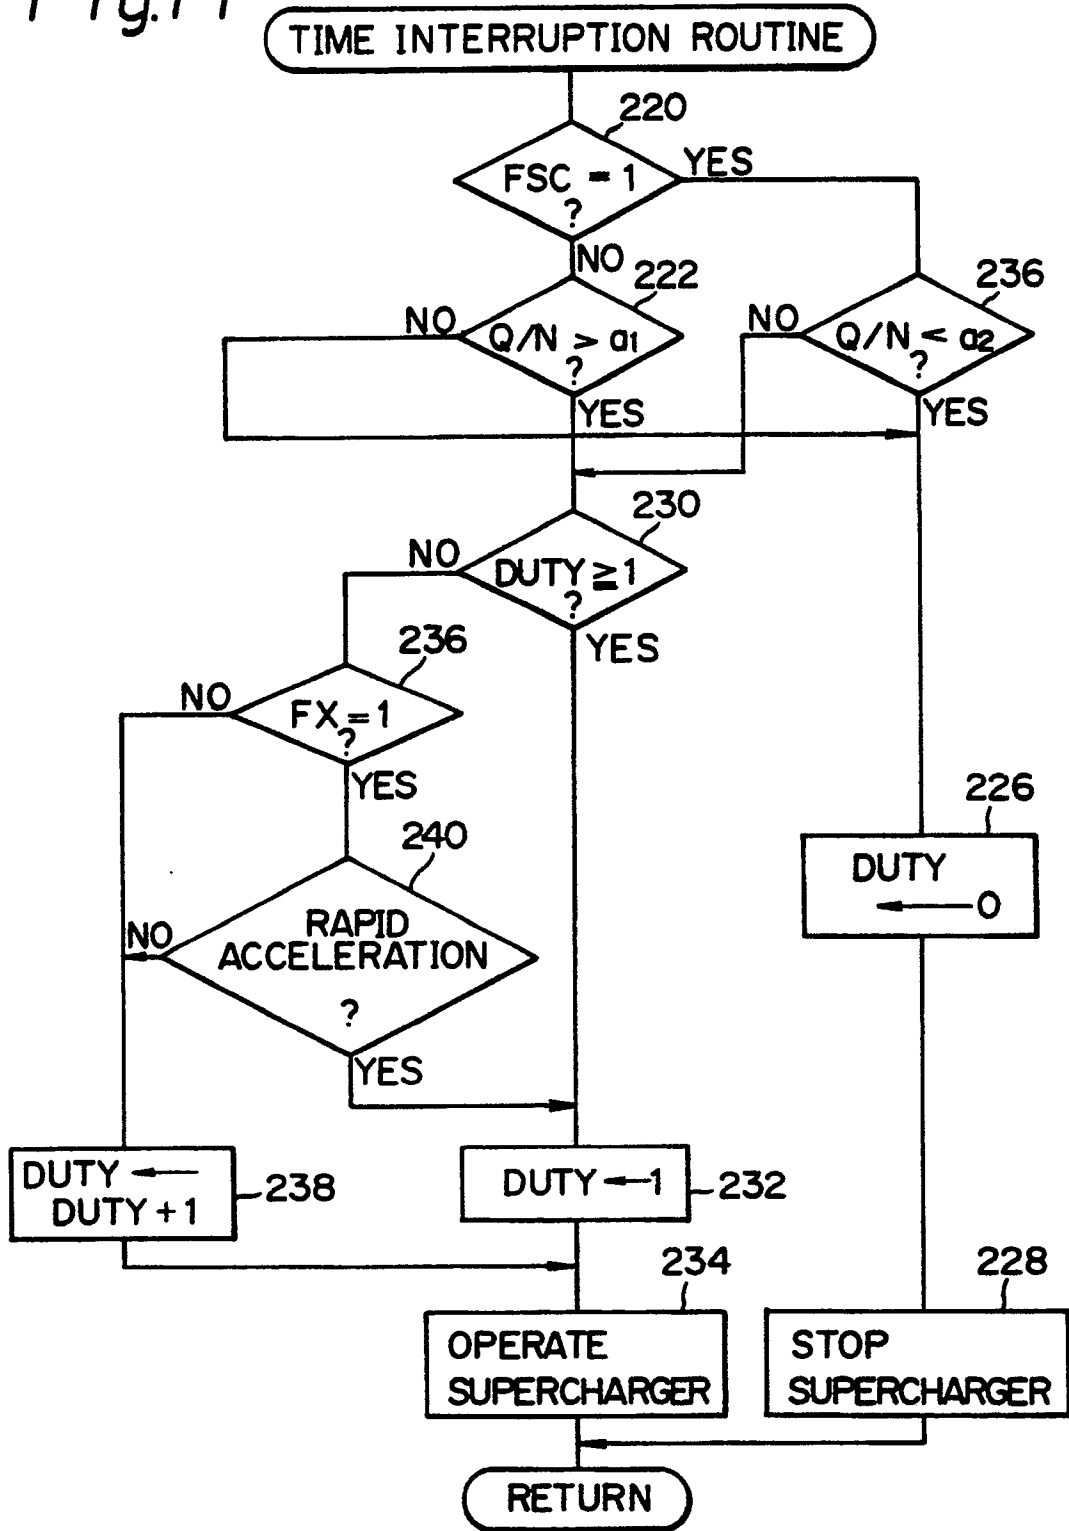 Fig.11
TIME INTERRUPTION ROUTINE
220
FSC = 1
?
YES
NO
222
Q/N > a1
?
NO
YES
236
Q/N < a2
?
NO
YES
230
DUTY ≧ 1
?
NO
YES
236
FX = 1
?
NO
YES
240
RAPID
ACCELERATION
?
NO
YES
226
DUTY
← 0
DUTY ←
DUTY + 1
238
DUTY ← 1
232
234
OPERATE
SUPERCHARGER
228
STOP
SUPERCHARGER
RETURN